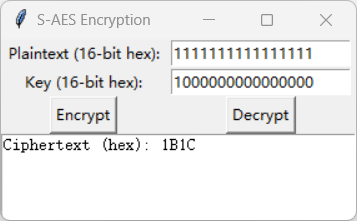 S-AES Encryption
Plaintext (16-bit hex): 1111111111111111
Key (16-bit hex): 1000000000000000
Encrypt Decrypt
Ciphertext (hex): 1B1C